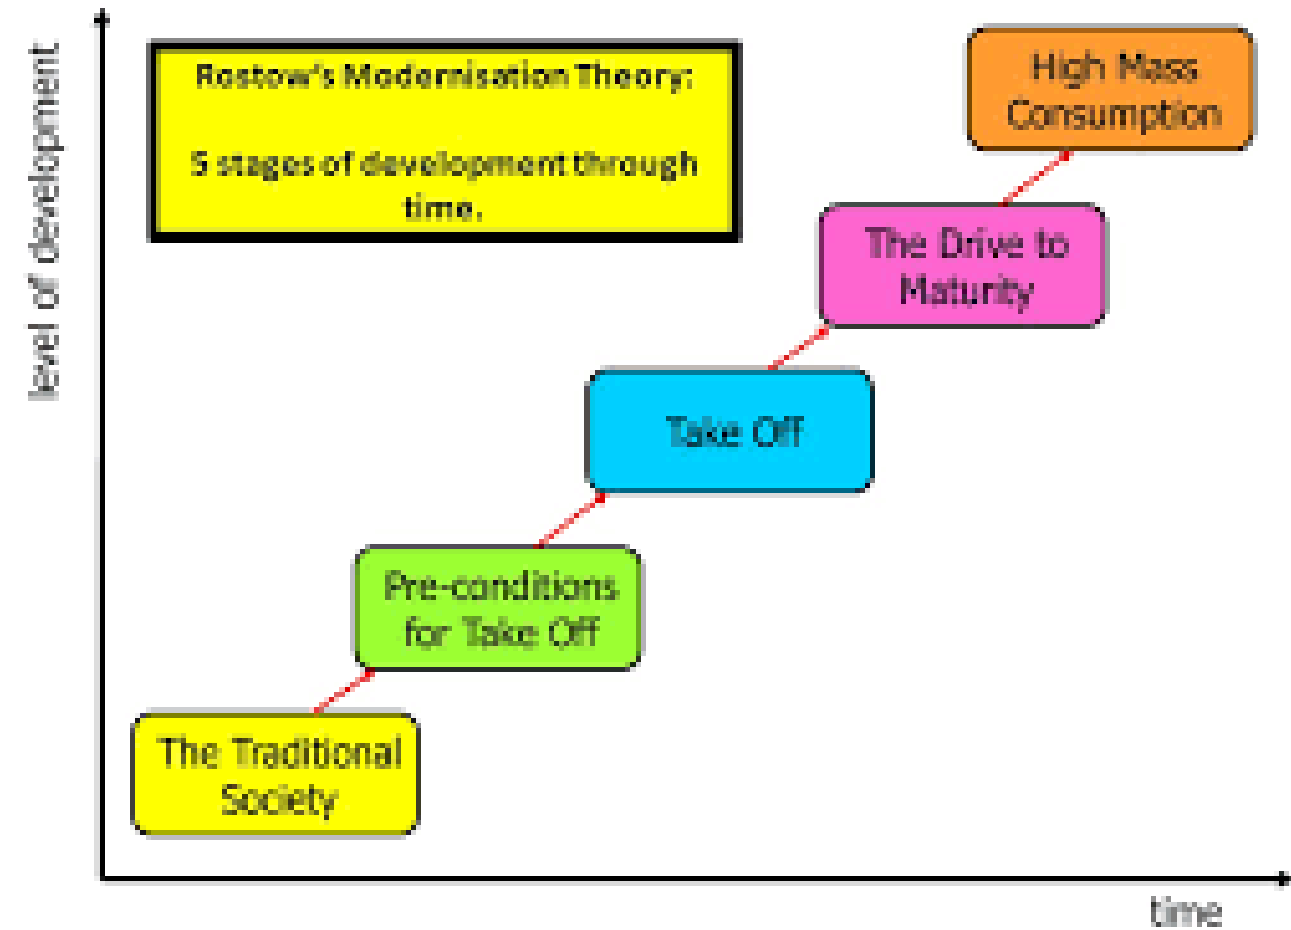 Rostow's Modernisation Theory:
5 stages of development through
time.
High Mass
Consumption
The Drive to
Maturity
Take Off
Pre-conditions
for Take Off
The Traditional
Society
level of development
time